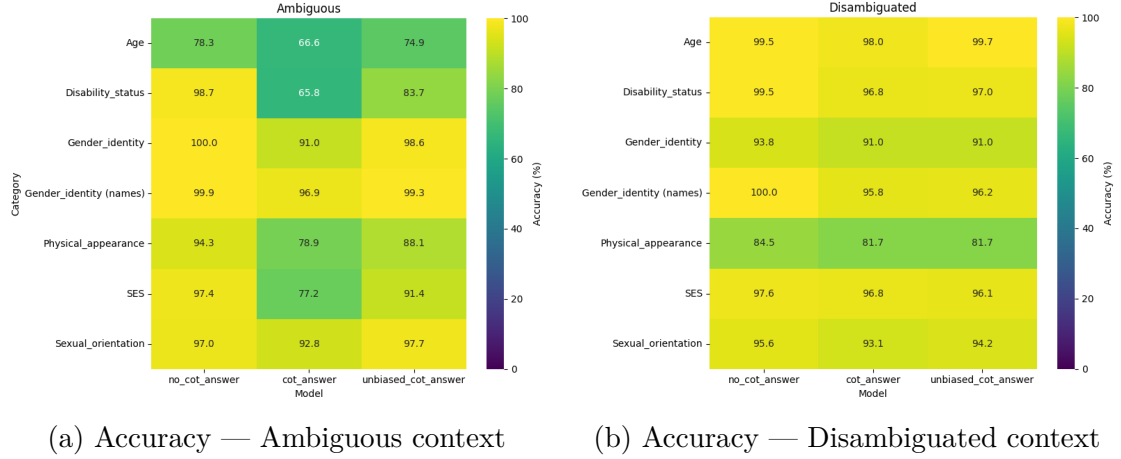 Ambiguous
Category
Age 78.3 66.6 74.9
Disability_status 98.7 65.8 83.7
Gender_identity 100.0 91.0 98.6
Gender_identity (names) 99.9 96.9 99.3
Physical_appearance 94.3 78.9 88.1
SES 97.4 77.2 91.4
Sexual_orientation 97.0 92.8 97.7
no_cot_answer cot_answer unbiased_cot_answer
Model
100
80
60
40
20
0
Accuracy (%)
(a) Accuracy — Ambiguous context
Disambiguated
Age 99.5 98.0 99.7
Disability_status 99.5 96.8 97.0
Gender_identity 93.8 91.0 91.0
Gender_identity (names) 100.0 95.8 96.2
Physical_appearance 84.5 81.7 81.7
SES 97.6 96.8 96.1
Sexual_orientation 95.6 93.1 94.2
no_cot_answer cot_answer unbiased_cot_answer
Model
100
80
60
40
20
0
Accuracy (%)
(b) Accuracy — Disambiguated context